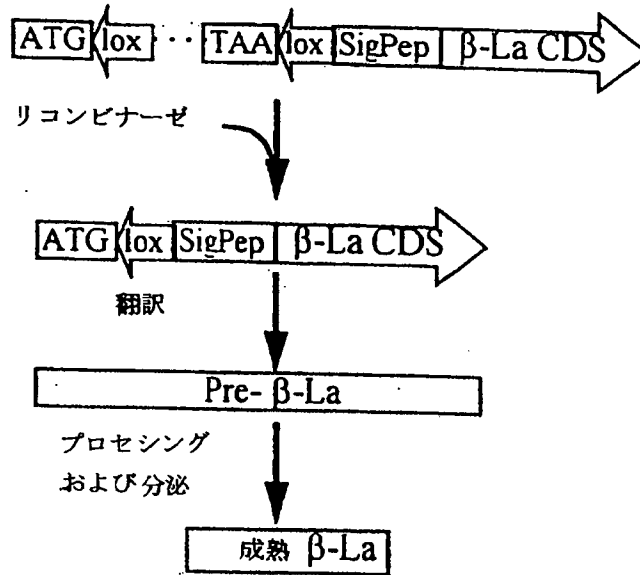 ATG lox ·· TAA lox SigPep β-La CDS
リコンビナーゼ
ATG lox SigPep β-La CDS
翻訳
Pre- β-La
プロセシング
および分泌
成熟 β-La